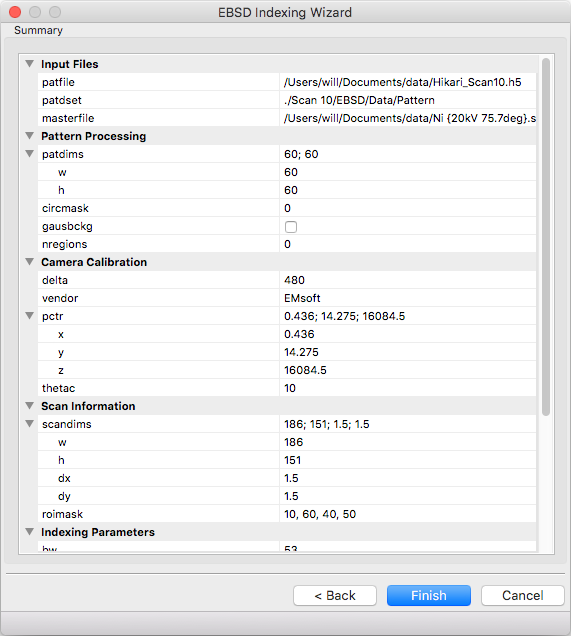 EBSD Indexing Wizard
Summary
Input Files
patfile /Users/will/Documents/data/Hikari_Scan10.h5
patdset ./Scan 10/EBSD/Data/Pattern
masterfile /Users/will/Documents/data/Ni {20kV 75.7deg}.s
Pattern Processing
patdims 60; 60
w 60
h 60
circmask 0
gausbckg
nregions 0
Camera Calibration
delta 480
vendor EMsoft
pctr 0.436; 14.275; 16084.5
x 0.436
y 14.275
z 16084.5
thetac 10
Scan Information
scandims 186; 151; 1.5; 1.5
w 186
h 151
dx 1.5
dy 1.5
roimask 10, 60, 40, 50
Indexing Parameters
bw 53
< Back Finish Cancel